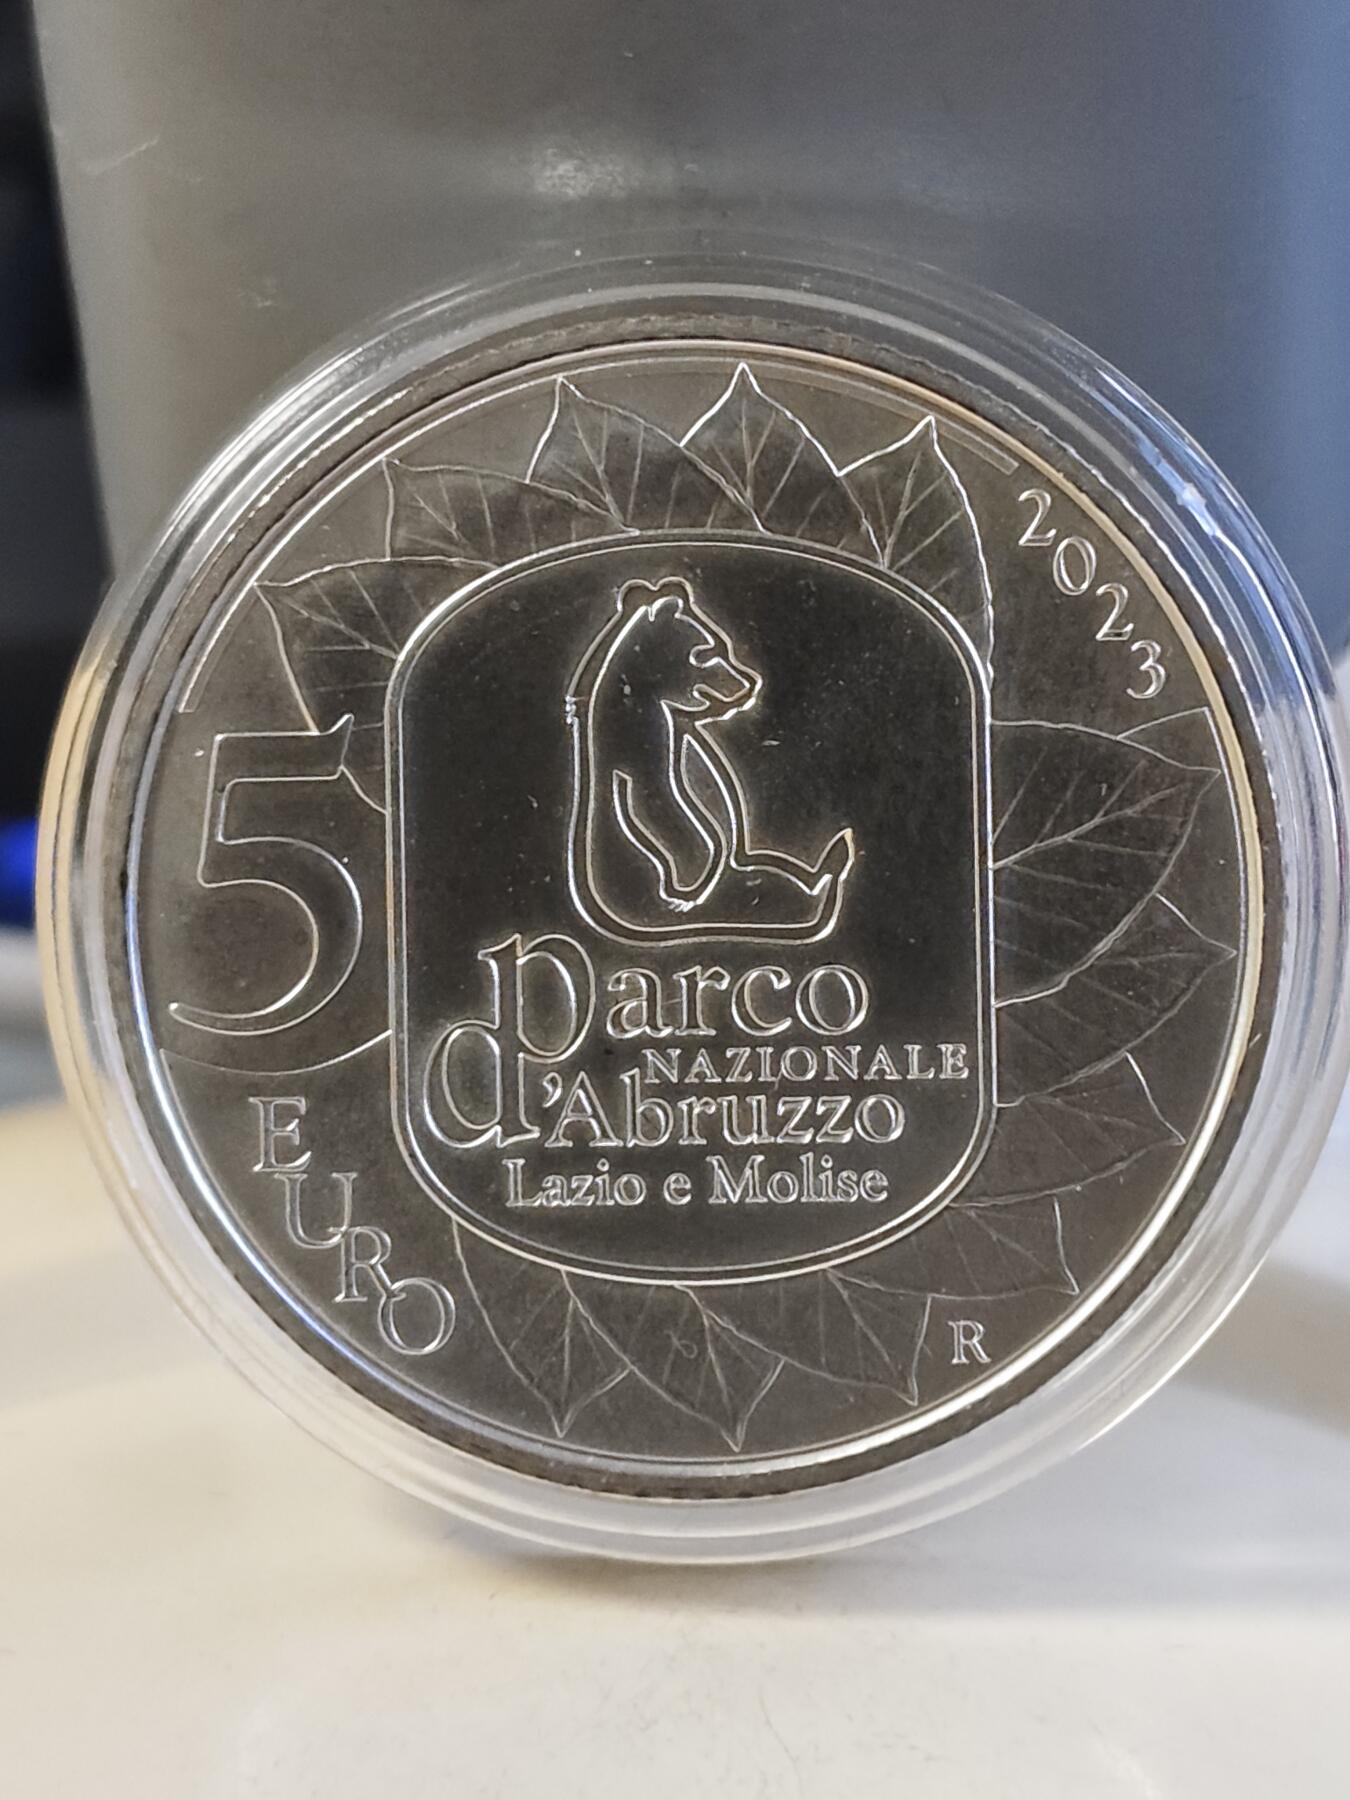 2023
5
EURO
Parco
NAZIONALE
d'Abruzzo
Lazio e Molise
R